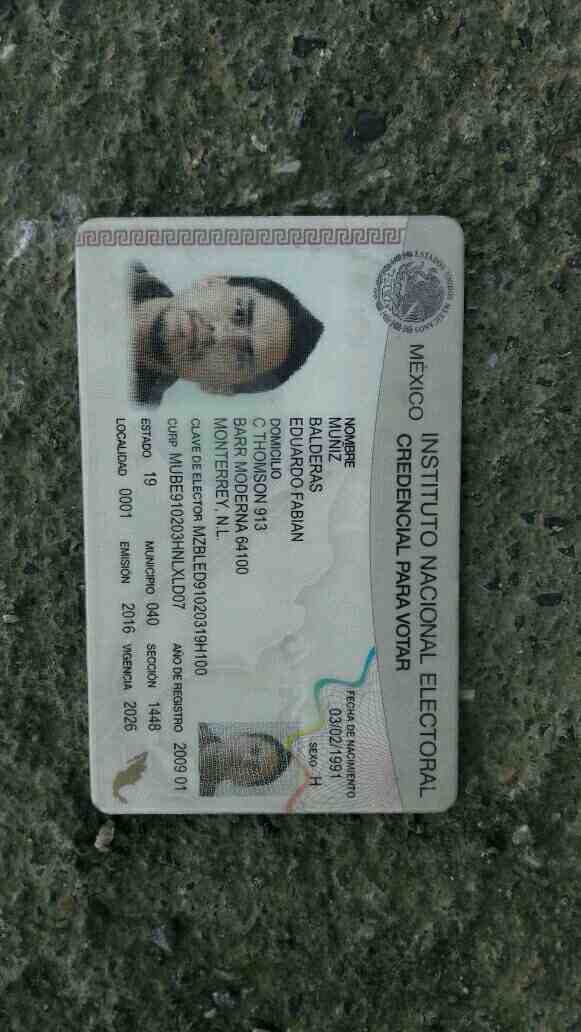 ESTADOS UNIDOS MEXICANOS
MÉXICO INSTITUTO NACIONAL ELECTORAL
CREDENCIAL PARA VOTAR
NOMBRE
MUÑIZ
BALDERAS
EDUARDO FABIAN
FECHA DE NACIMIENTO
03/02/1991
SEXO H
DOMICILIO
C THOMSON 913
BARR MODERNA 64100
MONTERREY, N.L.
CLAVE DE ELECTOR MZBLED91020319H100
CURP MUBE910203HNLXLD07 AÑO DE REGISTRO 2009 01
ESTADO 19 MUNICIPIO 040 SECCIÓN 1448
LOCALIDAD 0001 EMISIÓN 2016 VIGENCIA 2026